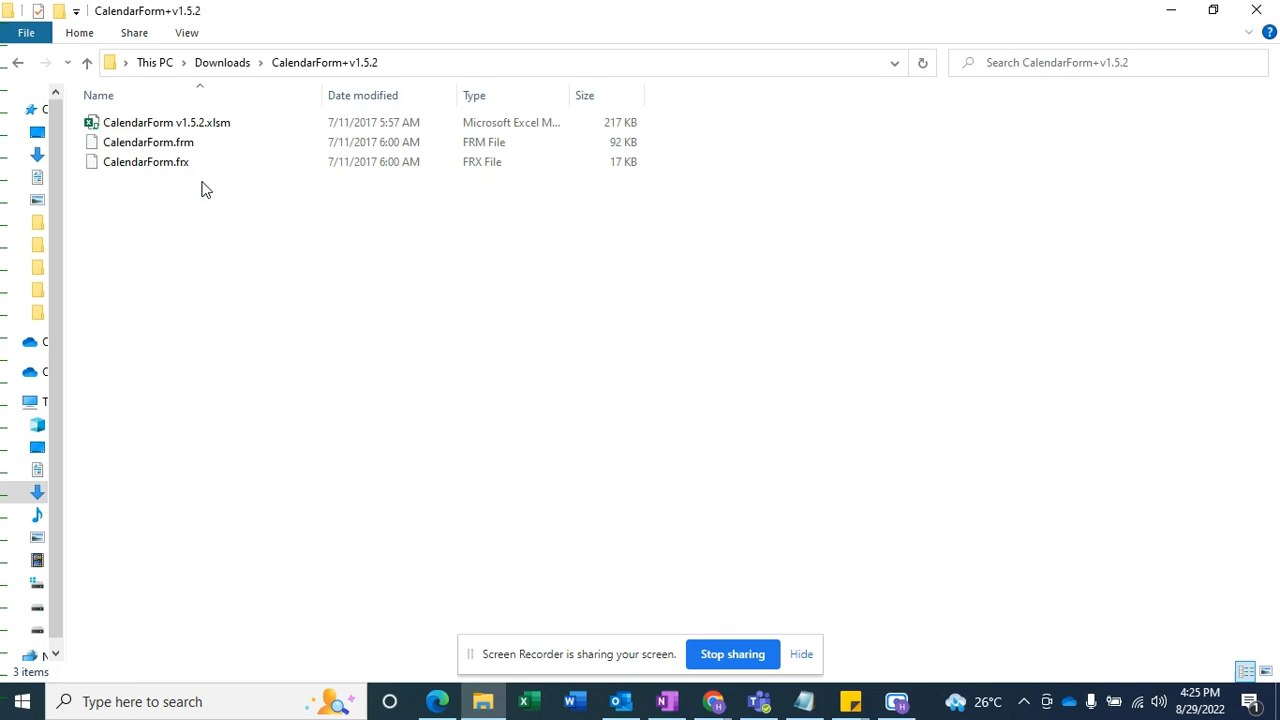 CalendarForm+v1.5.2
File Home Share View
This PC Downloads CalendarForm+v1.5.2 Search CalendarForm+v1.5.2
Name Date modified Type Size
CalendarForm v1.5.2.xlsm 7/11/2017 5:57 AM Microsoft Excel M... 217 KB
CalendarForm.frm 7/11/2017 6:00 AM FRM File 92 KB
CalendarForm.frx 7/11/2017 6:00 AM FRX File 17 KB
Screen Recorder is sharing your screen. Stop sharing Hide
3 items
Type here to search 26°C 4:25 PM
8/29/2022